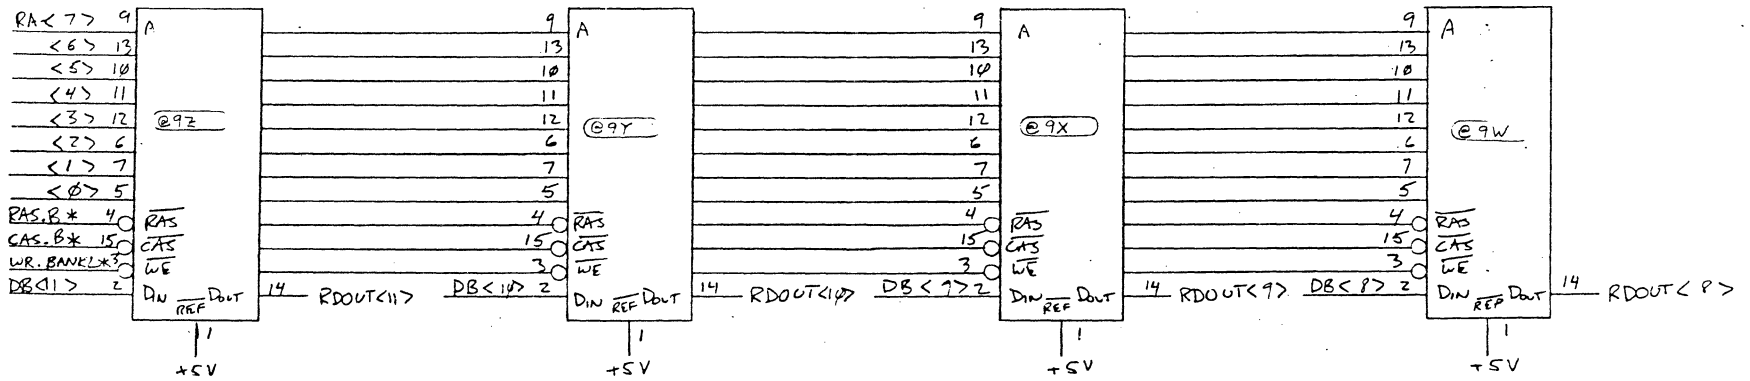 RA<7> 9 A 9 A 9 A 9 A
<6> 13 13 13 13
<5> 10 10 10 10
<4> 11 11 11 11
<3> 12 @9Z 12 @9Y 12 @9X 12 @9W
<2> 6 6 6 6
<1> 7 7 7 7
<0> 5 5 5 5
RAS.B* 4 RAS 4 RAS 4 RAS 4 RAS
CAS.B* 15 CAS 15 CAS 15 CAS 15 CAS
WR.BANKL* 3 WE 3 WE 3 WE 3 WE
DB<11> 2 DIN REF DOUT 14 RDOUT<11> DB<10> 2 DIN REF DOUT 14 RDOUT<10> DB<9> 2 DIN REF DOUT 14 RDOUT<9> DB<8> 2 DIN REF DOUT 14 RDOUT<8>
1 1 1 1
+5V +5V +5V +5V